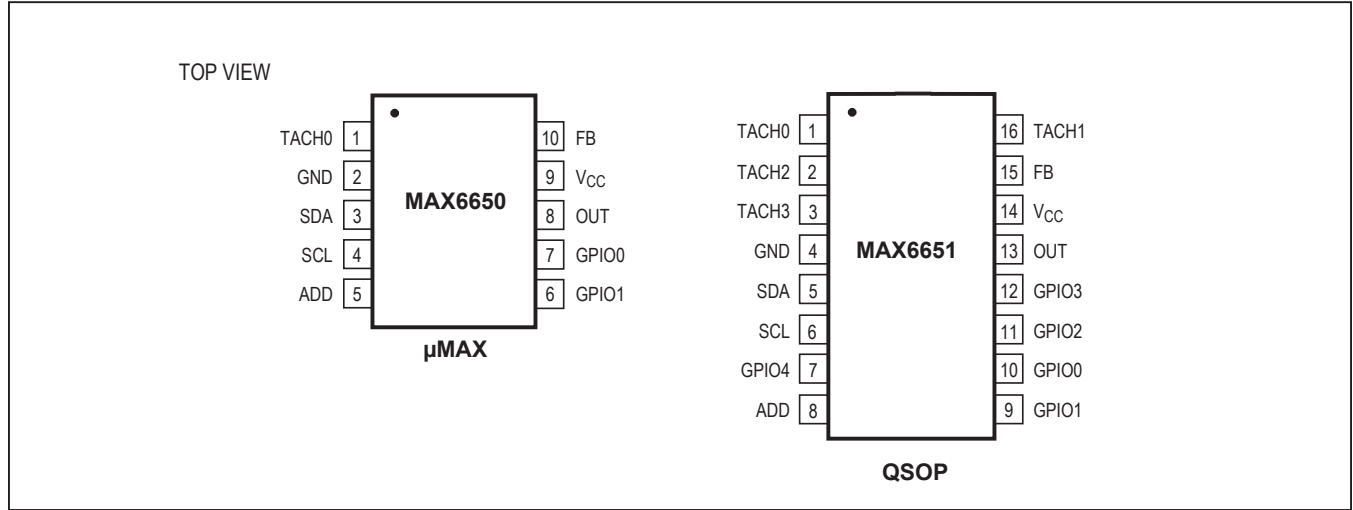 TOP VIEW
TACH0 1
GND 2
SDA 3
SCL 4
ADD 5
MAX6650
10 FB
9 VCC
8 OUT
7 GPIO0
6 GPIO1
µMAX
TACH0 1
TACH2 2
TACH3 3
GND 4
SDA 5
SCL 6
GPIO4 7
ADD 8
MAX6651
16 TACH1
15 FB
14 VCC
13 OUT
12 GPIO3
11 GPIO2
10 GPIO0
9 GPIO1
QSOP